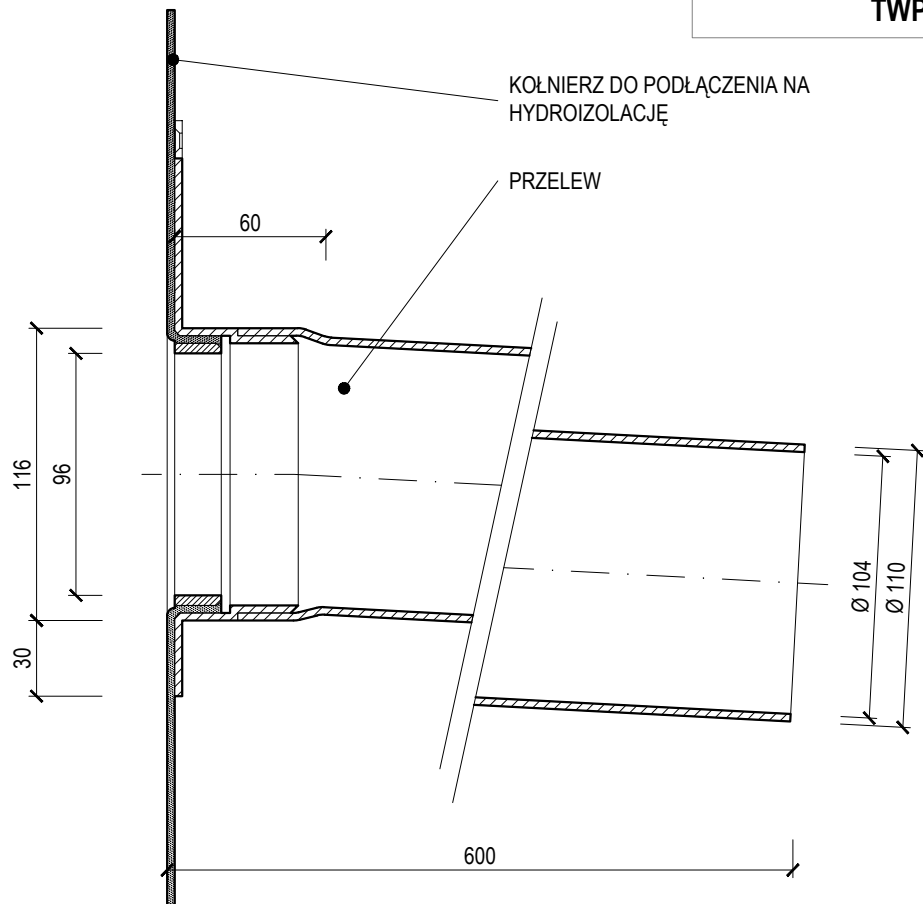 TWP
KOŁNIERZ DO PODŁĄCZENIA NA
HYDROIZOLACJĘ
PRZELEW
60
116
96
30
Ø 104
Ø 110
600